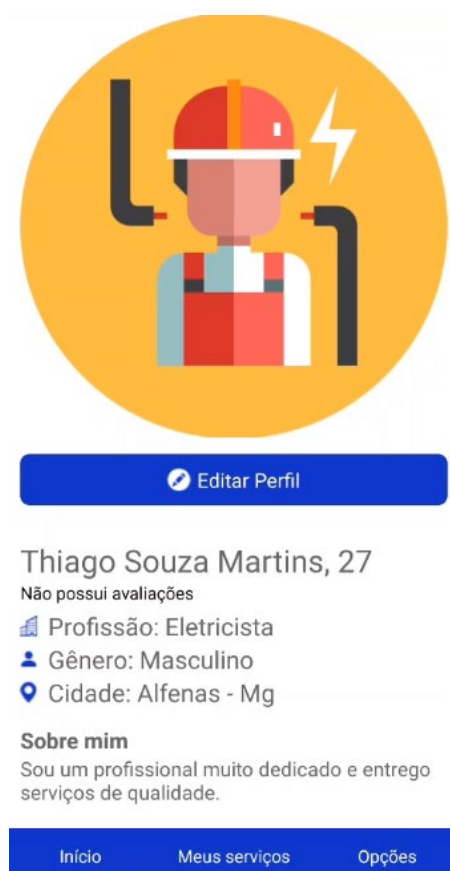 Editar Perfil
Thiago Souza Martins, 27
Não possui avaliações
Profissão: Eletricista
Gênero: Masculino
Cidade: Alfenas - Mg
Sobre mim
Sou um profissional muito dedicado e entrego
serviços de qualidade.
Início Meus serviços Opções